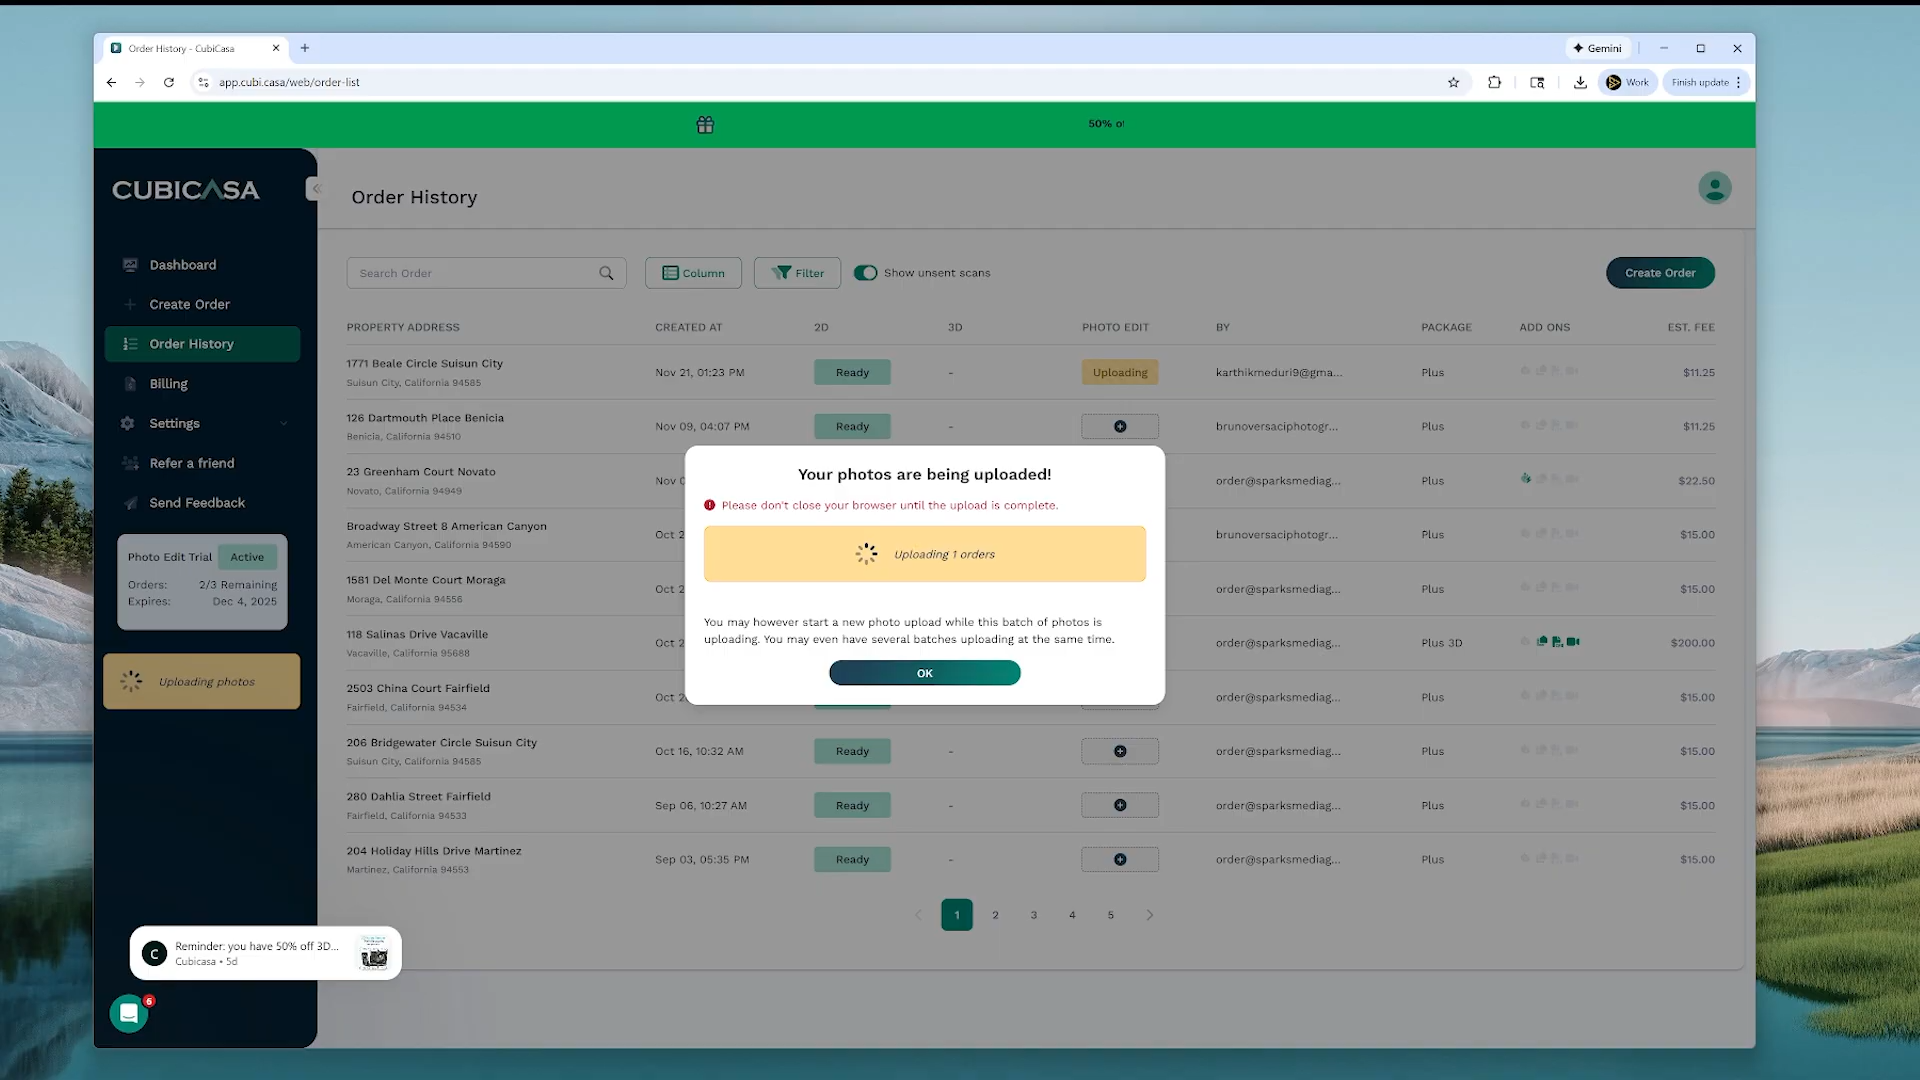 Order History - CubiCasa
Gemini
app.cubi.casa/web/order-list
Work
Finish update
50% of
CUBICASA
Order History
Dashboard
Create Order
Order History
Billing
Settings
Refer a friend
Send Feedback
Photo Edit Trial Active
Orders: 2/3 Remaining
Expires: Dec 4, 2025
Uploading photos
Search Order
Column
Filter
Show unsent scans
Create Order
PROPERTY ADDRESS CREATED AT 2D 3D PHOTO EDIT BY PACKAGE ADD ONS EST. FEE
1771 Beale Circle Suisun City
Suisun City, California 94585
Nov 21, 01:23 PM Ready - Uploading karthikmeduri9@gma... Plus $11.25
126 Dartmouth Place Benicia
Benicia, California 94510
Nov 09, 04:07 PM Ready - brunoversaciphotogr... Plus $11.25
23 Greenham Court Novato
Novato, California 94949
Nov 0 order@sparksmediag... Plus $22.50
Broadway Street 8 American Canyon
American Canyon, California 94590
Oct 2 brunoversaciphotogr... Plus $15.00
1581 Del Monte Court Moraga
Moraga, California 94556
Oct 2 order@sparksmediag... Plus $15.00
118 Salinas Drive Vacaville
Vacaville, California 95688
Oct 2 order@sparksmediag... Plus 3D $200.00
2503 China Court Fairfield
Fairfield, California 94534
Oct 2 order@sparksmediag... Plus $15.00
206 Bridgewater Circle Suisun City
Suisun City, California 94585
Oct 16, 10:32 AM Ready - order@sparksmediag... Plus $15.00
280 Dahlia Street Fairfield
Fairfield, California 94533
Sep 06, 10:27 AM Ready - order@sparksmediag... Plus $15.00
204 Holiday Hills Drive Martinez
Martinez, California 94553
Sep 03, 05:35 PM Ready - order@sparksmediag... Plus $15.00
1 2 3 4 5
Your photos are being uploaded!
Please don't close your browser until the upload is complete.
Uploading 1 orders
You may however start a new photo upload while this batch of photos is
uploading. You may even have several batches uploading at the same time.
OK
C
Reminder: you have 50% off 3D...
Cubicasa • 5d
6